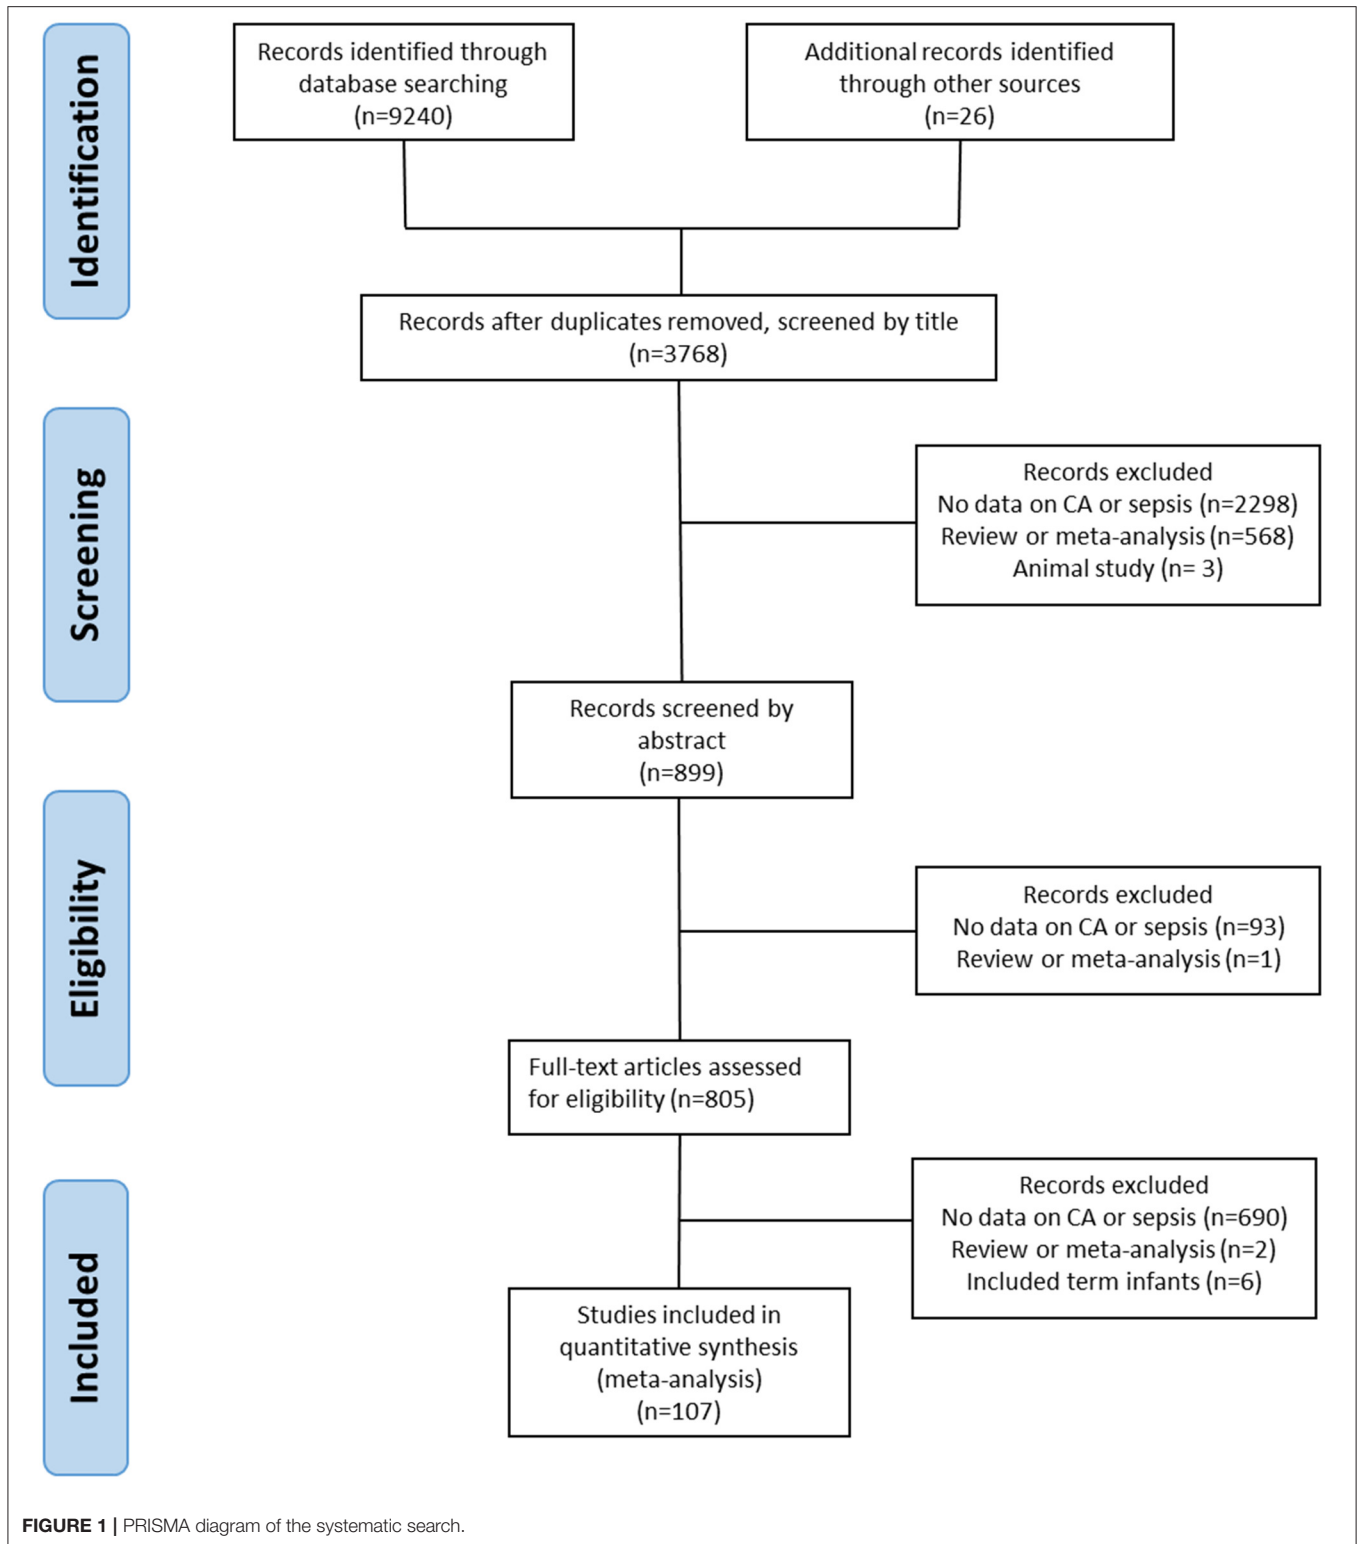 Identification
Records identified through
database searching
(n=9240)
Additional records identified
through other sources
(n=26)
Records after duplicates removed, screened by title
(n=3768)
Screening
Records excluded
No data on CA or sepsis (n=2298)
Review or meta-analysis (n=568)
Animal study (n= 3)
Records screened by
abstract
(n=899)
Eligibility
Records excluded
No data on CA or sepsis (n=93)
Review or meta-analysis (n=1)
Full-text articles assessed
for eligibility (n=805)
Included
Records excluded
No data on CA or sepsis (n=690)
Review or meta-analysis (n=2)
Included term infants (n=6)
Studies included in
quantitative synthesis
(meta-analysis)
(n=107)
FIGURE 1 | PRISMA diagram of the systematic search.